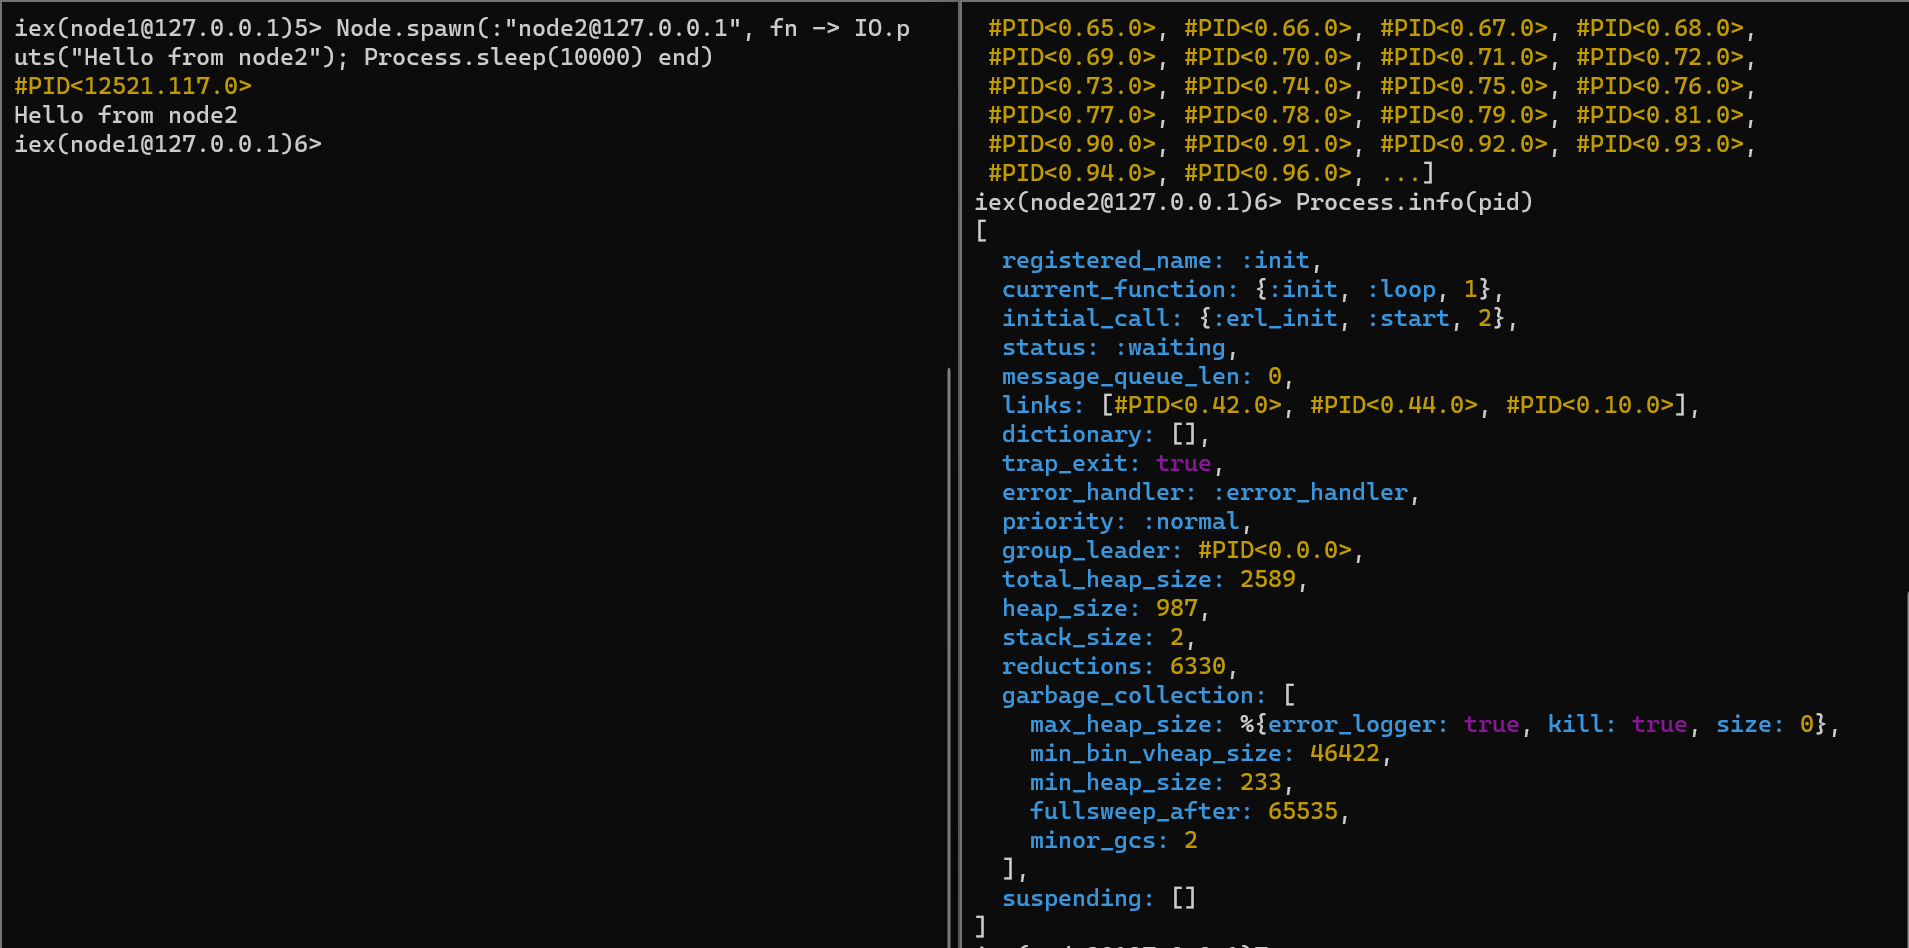 iex(node1@127.0.0.1)5> Node.spawn(:"node2@127.0.0.1", fn -> IO.p
uts("Hello from node2"); Process.sleep(10000) end)
#PID<12521.117.0>
Hello from node2
iex(node1@127.0.0.1)6>
#PID<0.65.0>, #PID<0.66.0>, #PID<0.67.0>, #PID<0.68.0>,
#PID<0.69.0>, #PID<0.70.0>, #PID<0.71.0>, #PID<0.72.0>,
#PID<0.73.0>, #PID<0.74.0>, #PID<0.75.0>, #PID<0.76.0>,
#PID<0.77.0>, #PID<0.78.0>, #PID<0.79.0>, #PID<0.81.0>,
#PID<0.90.0>, #PID<0.91.0>, #PID<0.92.0>, #PID<0.93.0>,
#PID<0.94.0>, #PID<0.96.0>, ...]
iex(node2@127.0.0.1)6> Process.info(pid)
[
  registered_name: :init,
  current_function: {:init, :loop, 1},
  initial_call: {:erl_init, :start, 2},
  status: :waiting,
  message_queue_len: 0,
  links: [#PID<0.42.0>, #PID<0.44.0>, #PID<0.10.0>],
  dictionary: [],
  trap_exit: true,
  error_handler: :error_handler,
  priority: :normal,
  group_leader: #PID<0.0.0>,
  total_heap_size: 2589,
  heap_size: 987,
  stack_size: 2,
  reductions: 6330,
  garbage_collection: [
    max_heap_size: %{error_logger: true, kill: true, size: 0},
    min_bin_vheap_size: 46422,
    min_heap_size: 233,
    fullsweep_after: 65535,
    minor_gcs: 2
  ],
  suspending: []
]